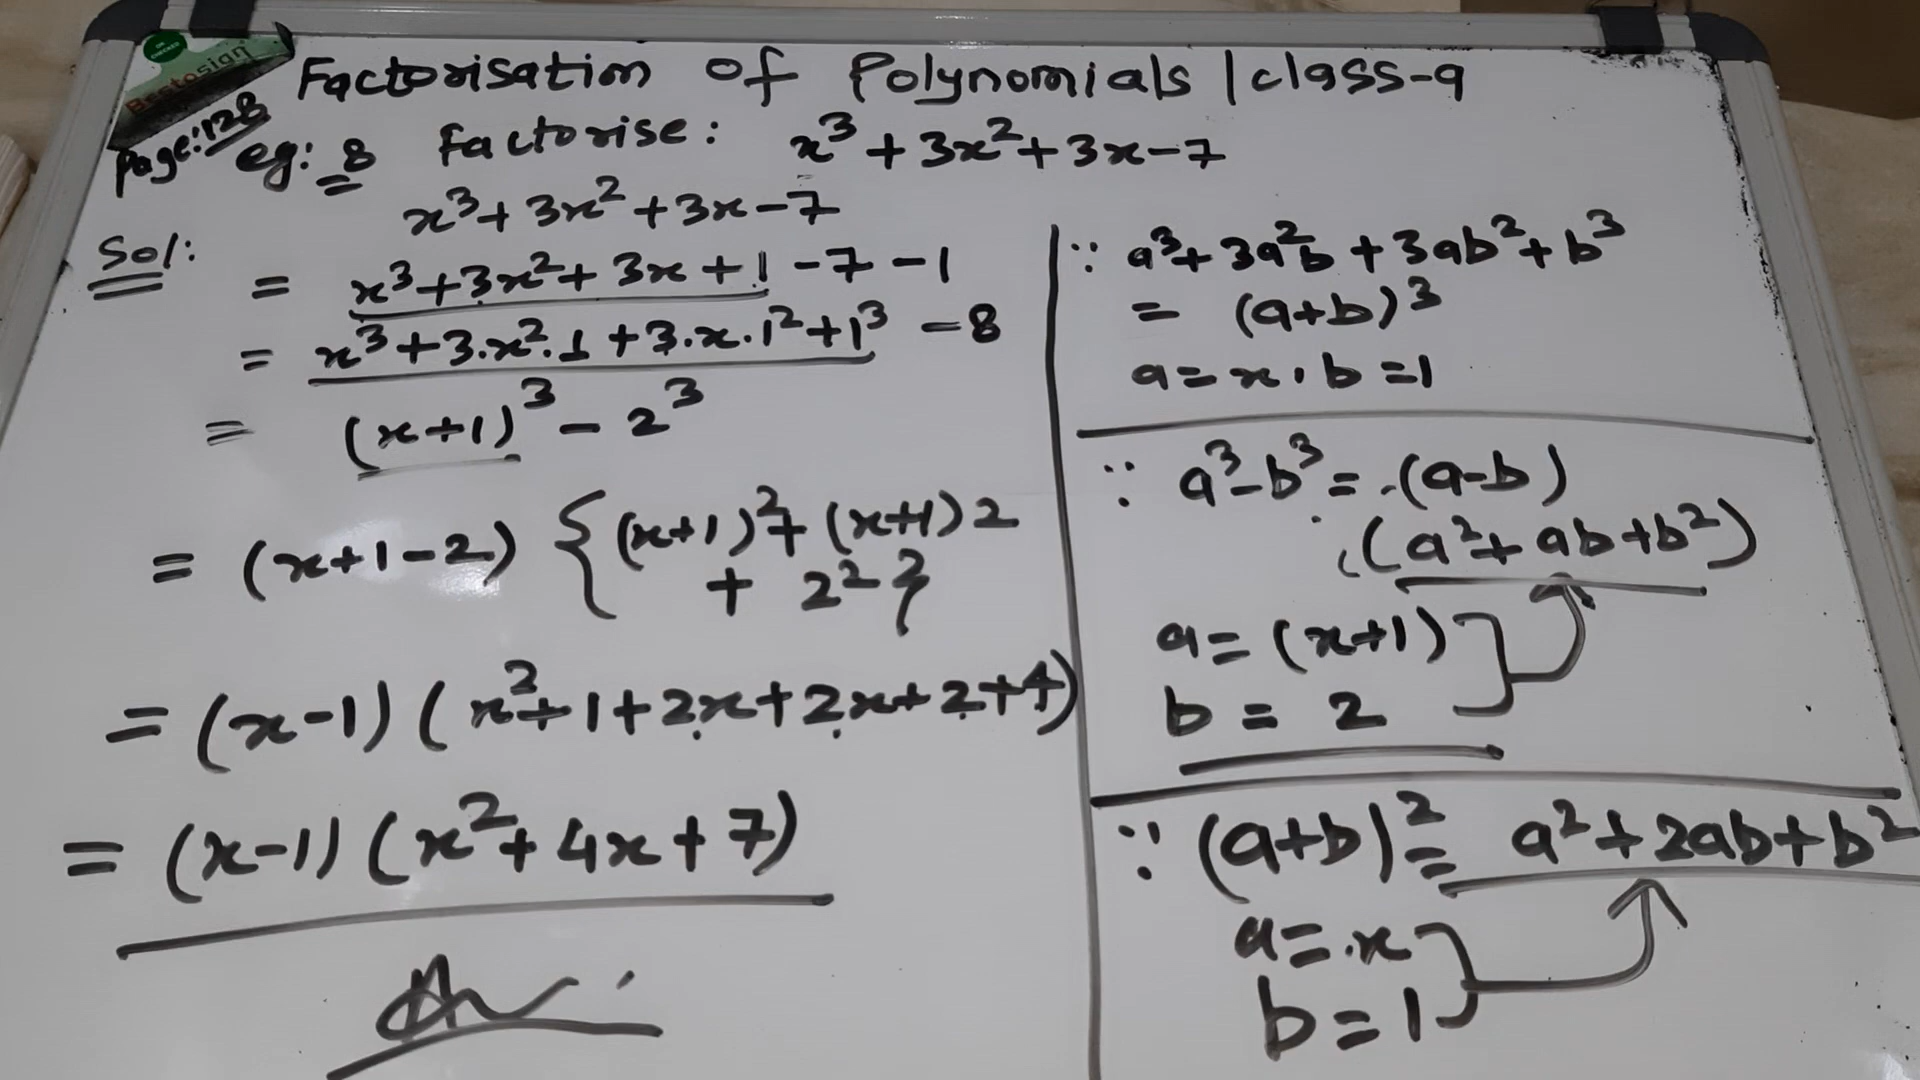 Bestosian
Factorisation of Polynomials | class-9
Page: 128
eg: 8 Factorise: x³ + 3x² + 3x - 7
x³ + 3x² + 3x - 7
Sol:
= x³ + 3x² + 3x + 1 - 7 - 1
= x³ + 3.x².1 + 3.x.1² + 1³ - 8
= (x+1)³ - 2³
= (x+1-2) { (x+1)² + (x+1)2
+ 2² }
= (x-1) ( x² + 1 + 2x + 2x + 2 + 4)
= (x-1) (x² + 4x + 7)
∵ a³ + 3a²b + 3ab² + b³
= (a+b)³
a = x, b = 1
∵ a³ - b³ = (a-b)
(a² + ab + b²)
a = (x+1)
b = 2
∵ (a+b)² = a² + 2ab + b²
a = x
b = 1